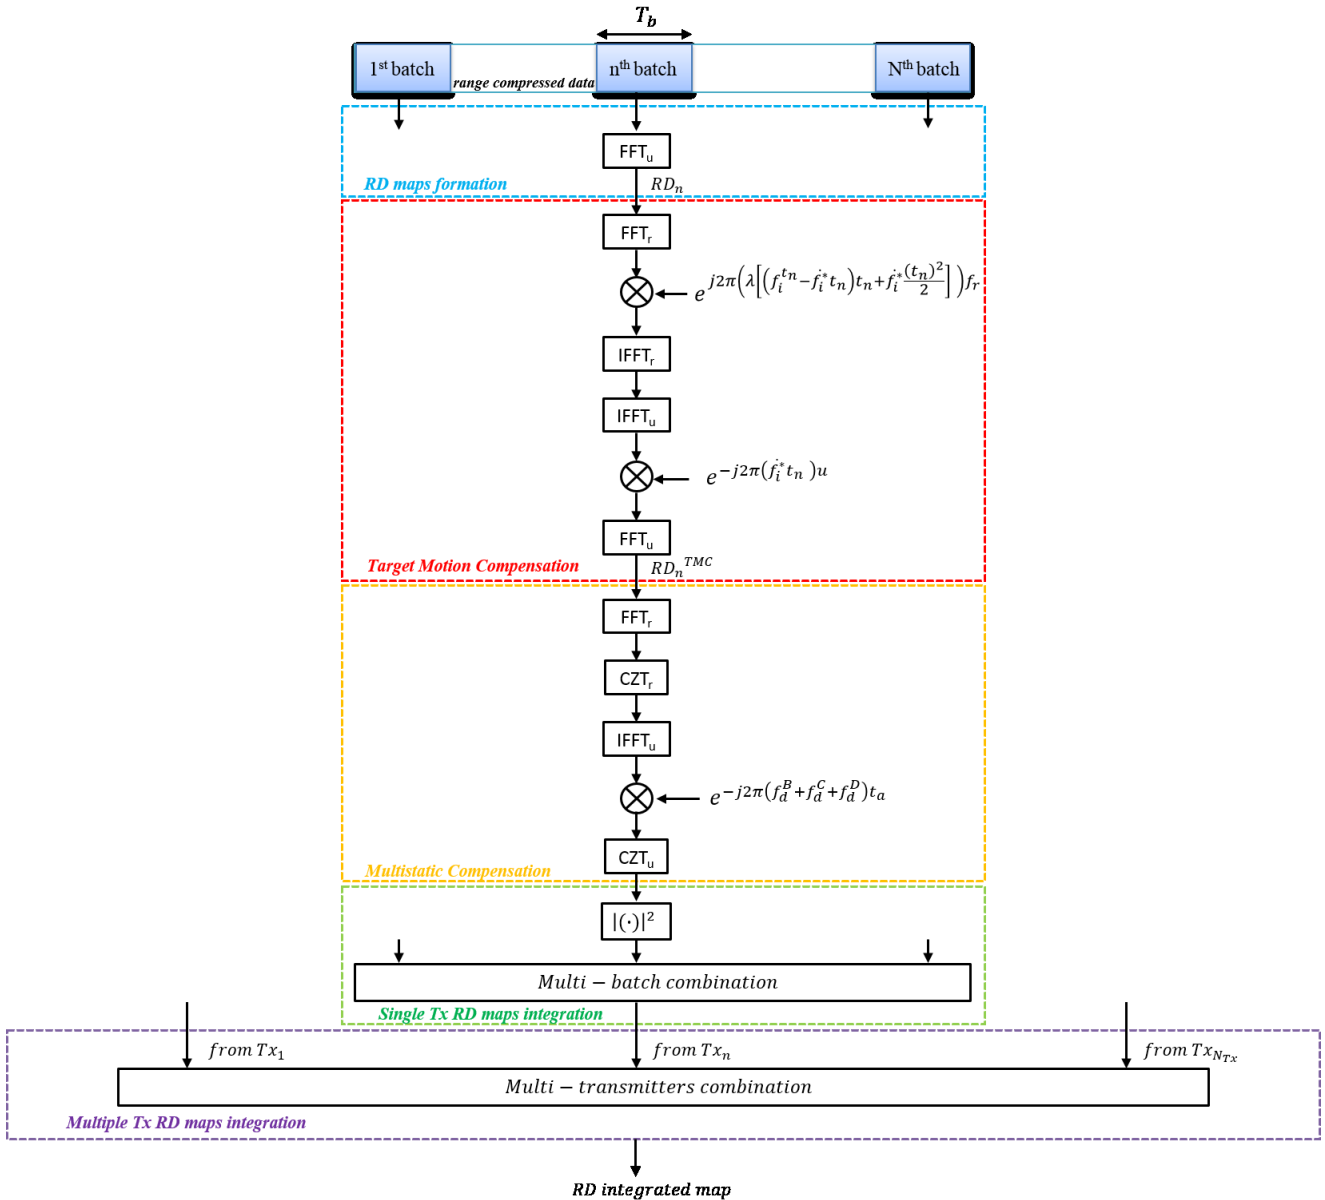 T_b
1st batch
nth batch
Nth batch
range compressed data
FFT_u
RD maps formation
RD_n
FFT_r
e^{j2π(λ[(f_i^{t_n}−ḟ_i^* t_n)t_n+ḟ_i^* (t_n)^2/2])f_r}
IFFT_r
IFFT_u
e^{−j2π(ḟ_i^* t_n)u}
FFT_u
Target Motion Compensation
RD_n^{TMC}
FFT_r
CZT_r
IFFT_u
e^{−j2π(f_d^B+f_d^C+f_d^D)t_a}
CZT_u
Multistatic Compensation
|(·)|^2
Multi − batch combination
Single Tx RD maps integration
from Tx_1
from Tx_n
from Tx_{N_{Tx}}
Multi − transmitters combination
Multiple Tx RD maps integration
RD integrated map